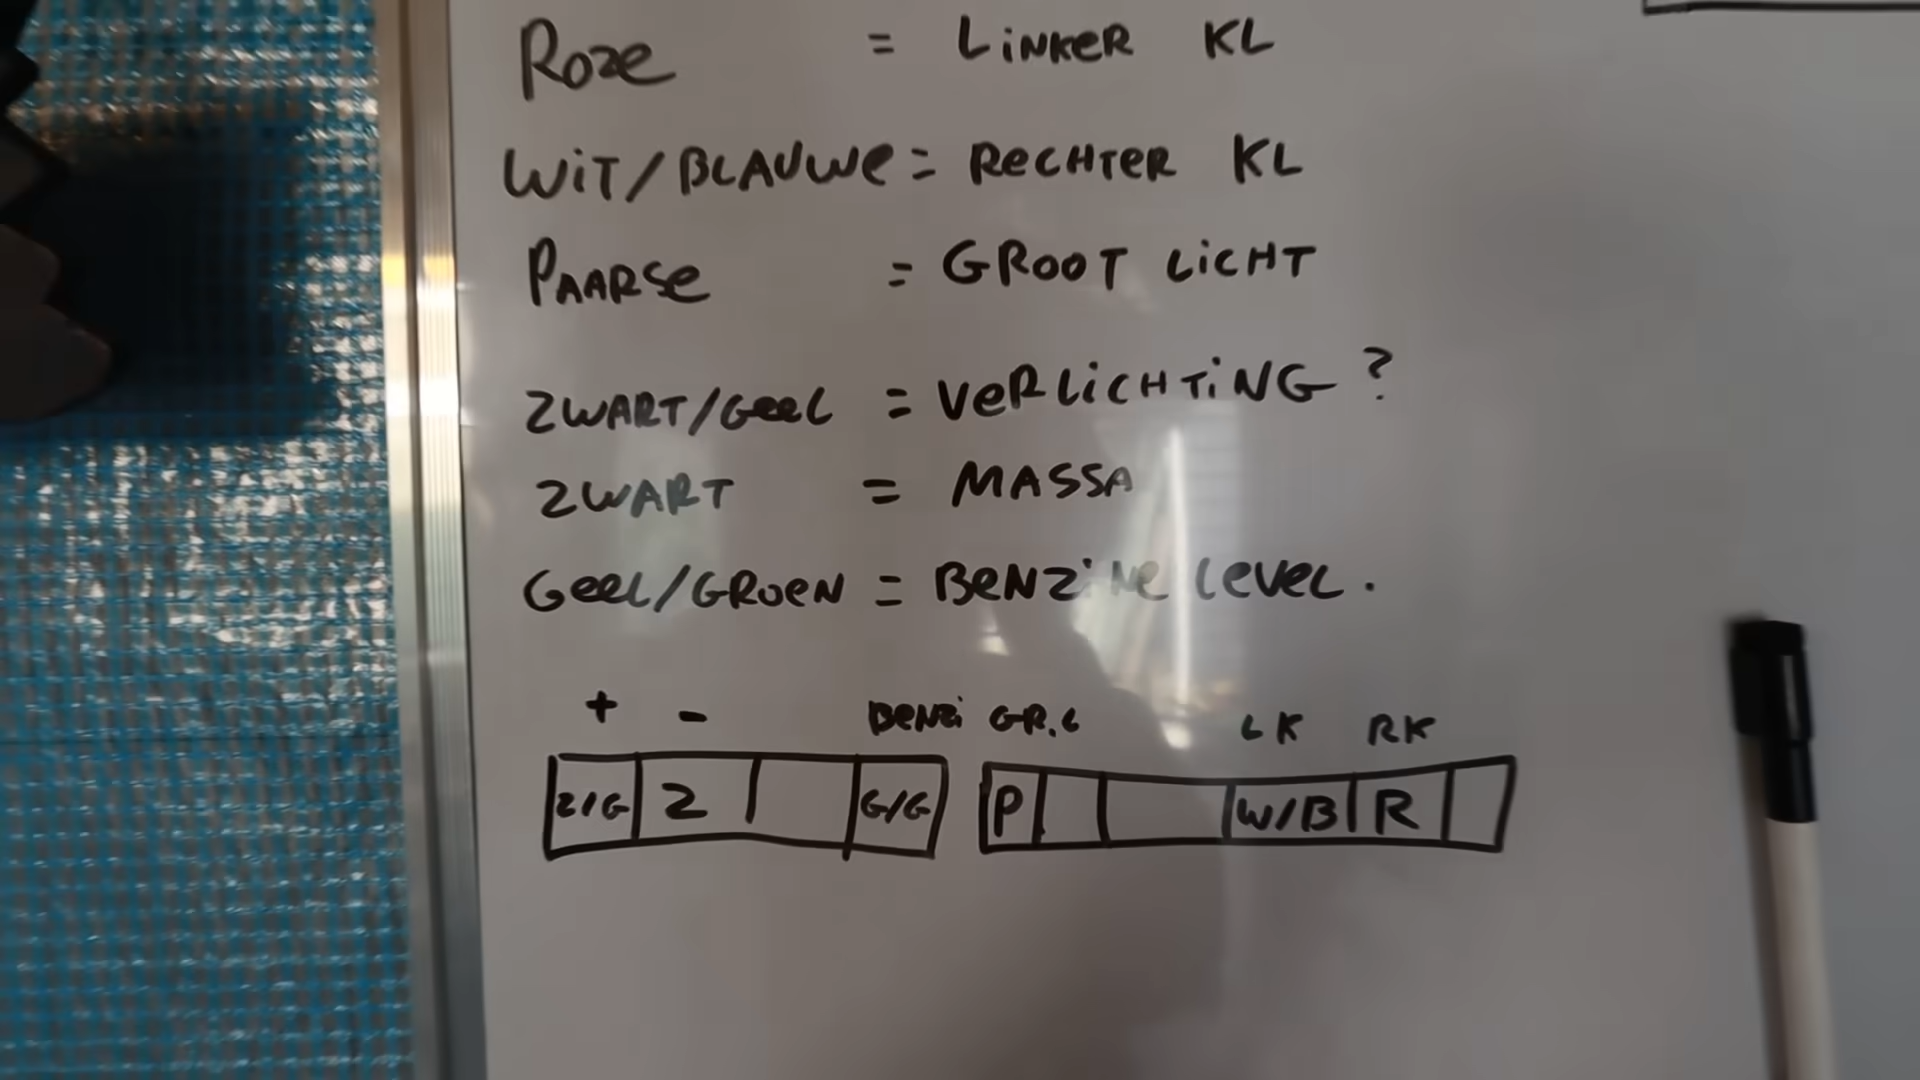 Roze = LiNKeR KL
WiT/BLAUWe = ReCHTeR KL
PAARSe = GROOT LiCHT
ZWART/Geel = VeRLiCHTiNG?
ZWART = MASSA
Geel/GROeN = BeNZiNe LeVeL.
+ - BeNZi GR.L LK RK
Z/G Z G/G P W/B R